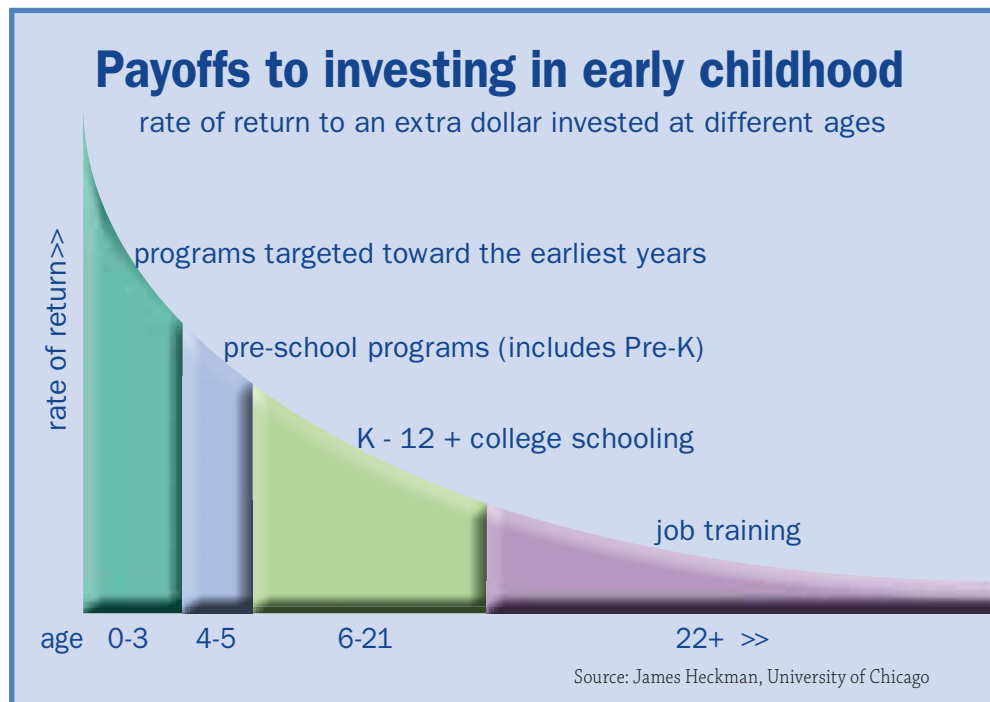 Payoffs to investing in early childhood
rate of return to an extra dollar invested at different ages
rate of return>>
programs targeted toward the earliest years
pre-school programs (includes Pre-K)
K - 12 + college schooling
job training
age 0-3 4-5 6-21 22+ >>
Source: James Heckman, University of Chicago